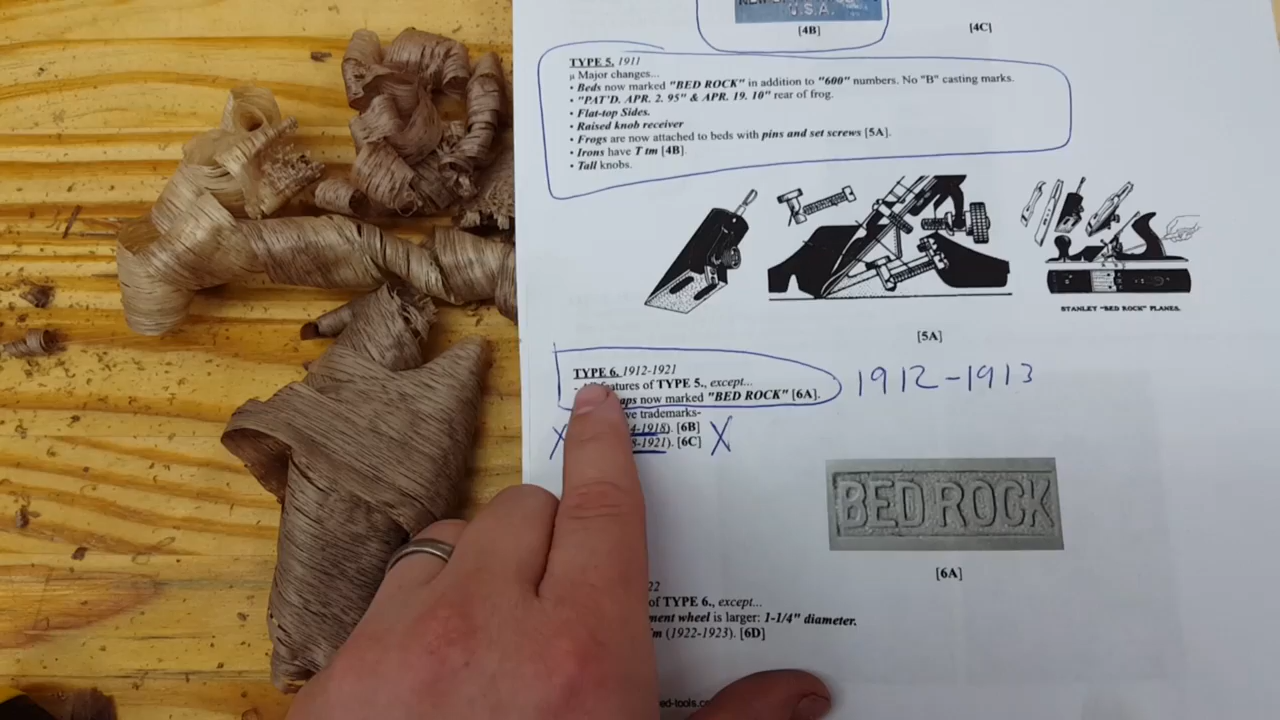 U.S.A.
[4B]
[4C]
TYPE 5. 1911
µ Major changes...
• Beds now marked "BED ROCK" in addition to "600" numbers. No "B" casting marks.
• "PAT'D. APR. 2. 95" & APR. 19. 10" rear of frog.
• Flat-top Sides.
• Raised knob receiver
• Frogs are now attached to beds with pins and set screws [5A].
• Irons have T tm [4B].
• Tall knobs.
STANLEY "BED ROCK" PLANES.
[5A]
TYPE 6. 1912-1921
features of TYPE 5., except...
now marked "BED ROCK" [6A].
1912-1913
trademarks-
-1918). [6B]
-1921). [6C]
X X
BED ROCK
[6A]
22
of TYPE 6., except...
wheel is larger: 1-1/4" diameter.
(1922-1923). [6D]